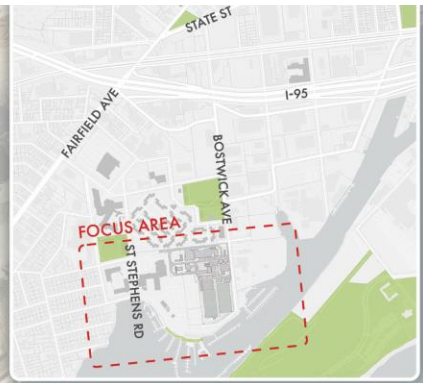 STATE ST
I-95
FAIRFIELD AVE
BOSTWICK AVE
FOCUS AREA
ST STEPHENS RD